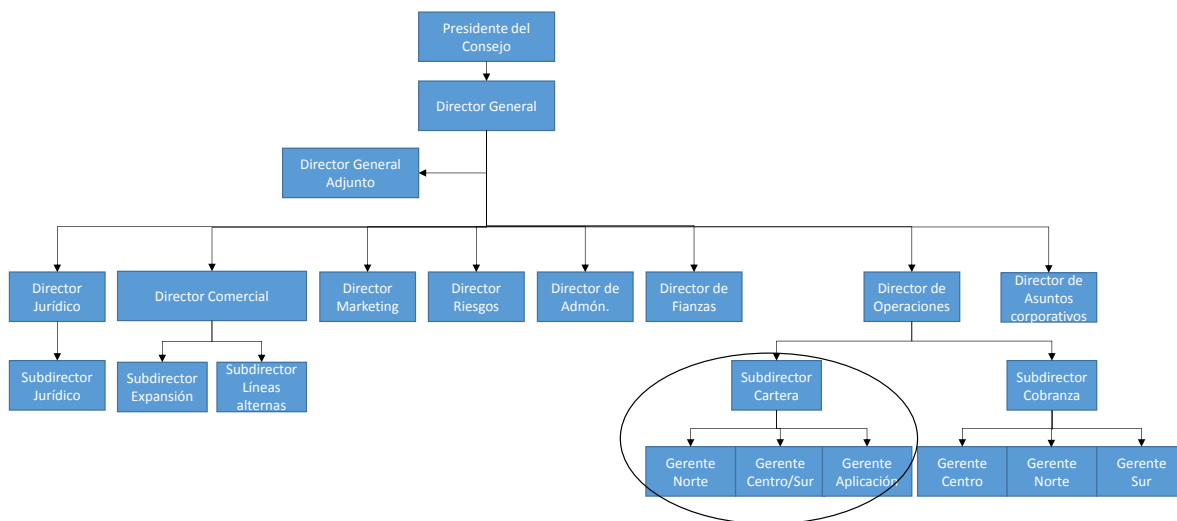 Presidente del
Consejo
Director General
Director General
Adjunto
Director
Jurídico
Director Comercial
Director
Marketing
Director
Riesgos
Director de
Admón.
Director de
Fianzas
Director de
Operaciones
Director de
Asuntos
corporativos
Subdirector
Jurídico
Subdirector
Expansión
Subdirector
Líneas
alternas
Subdirector
Cartera
Subdirector
Cobranza
Gerente
Norte
Gerente
Centro/Sur
Gerente
Aplicación
Gerente
Centro
Gerente
Norte
Gerente
Sur